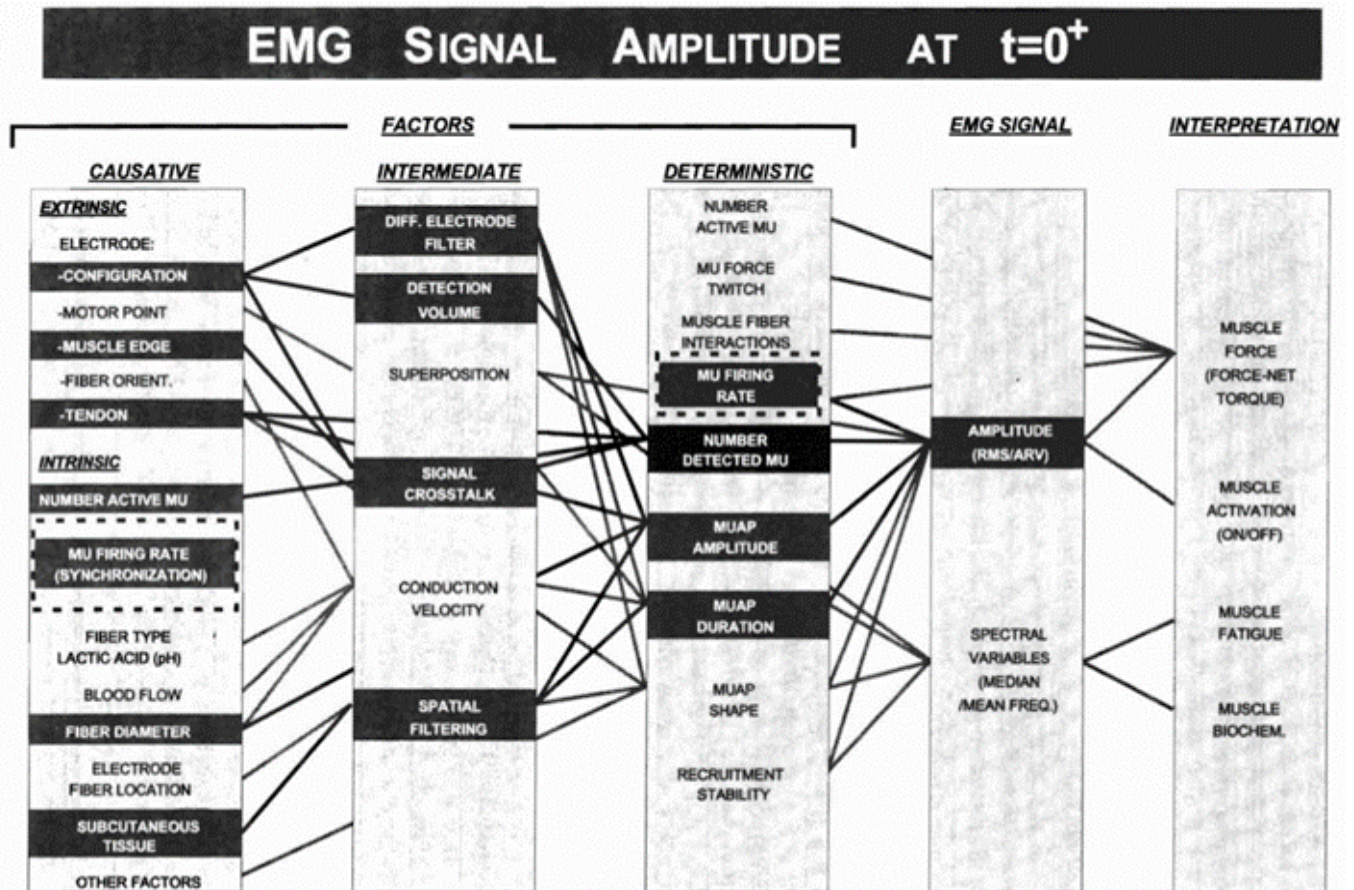 EMG SIGNAL AMPLITUDE AT t=0+
FACTORS
EMG SIGNAL
INTERPRETATION
CAUSATIVE
INTERMEDIATE
DETERMINISTIC
EXTRINSIC
ELECTRODE:
-CONFIGURATION
-MOTOR POINT
-MUSCLE EDGE
-FIBER ORIENT.
-TENDON
INTRINSIC
NUMBER ACTIVE MU
MU FIRING RATE
(SYNCHRONIZATION)
FIBER TYPE
LACTIC ACID (pH)
BLOOD FLOW
FIBER DIAMETER
ELECTRODE
FIBER LOCATION
SUBCUTANEOUS
TISSUE
OTHER FACTORS
DIFF. ELECTRODE
FILTER
DETECTION
VOLUME
SUPERPOSITION
SIGNAL
CROSSTALK
CONDUCTION
VELOCITY
SPATIAL
FILTERING
NUMBER
ACTIVE MU
MU FORCE
TWITCH
MUSCLE FIBER
INTERACTIONS
MU FIRING
RATE
NUMBER
DETECTED MU
MUAP
AMPLITUDE
MUAP
DURATION
MUAP
SHAPE
RECRUITMENT
STABILITY
AMPLITUDE
(RMS/ARV)
SPECTRAL
VARIABLES
(MEDIAN
/MEAN FREQ.)
MUSCLE
FORCE
(FORCE-NET
TORQUE)
MUSCLE
ACTIVATION
(ON/OFF)
MUSCLE
FATIGUE
MUSCLE
BIOCHEM.